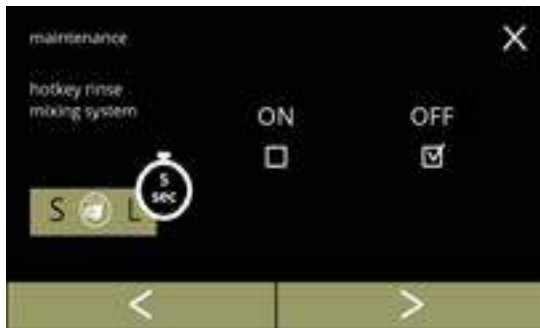 maintenance
X
hotkey rinse
mixing system
ON
OFF
5
sec
S L
< >